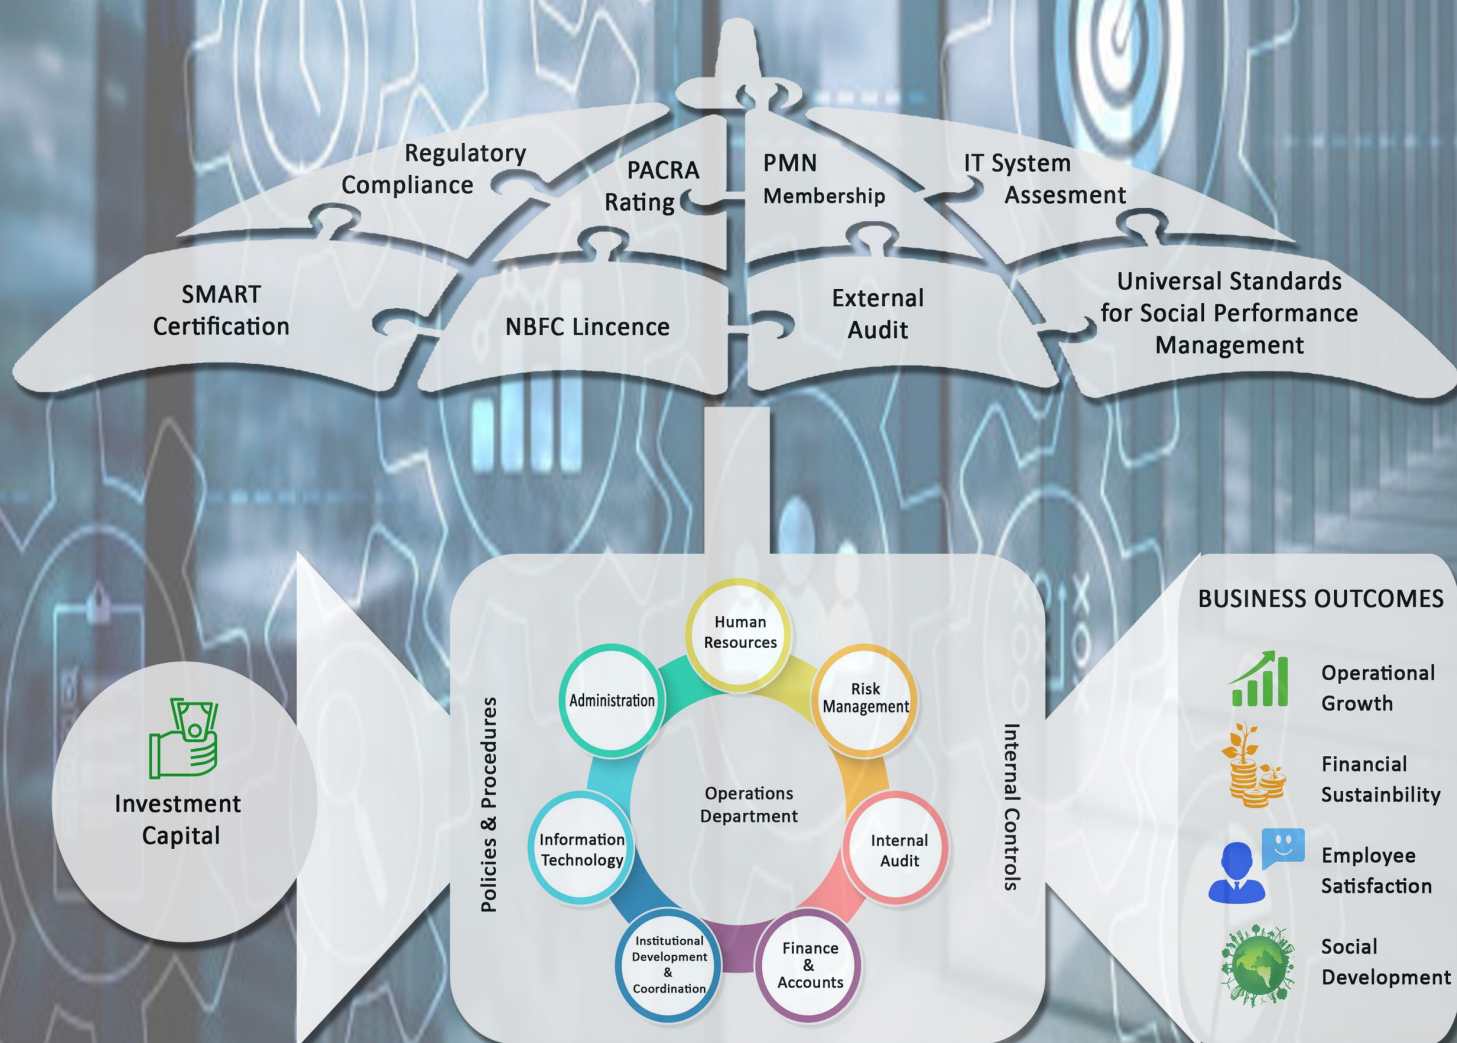 Regulatory
Compliance
PACRA
Rating
PMN
Membership
IT System
Assesment
SMART
Certification
NBFC Lincence
External
Audit
Universal Standards
for Social Performance
Management
Investment
Capital
Policies & Procedures
Human
Resources
Administration
Risk
Management
Operations
Department
Information
Technology
Internal
Audit
Institutional
Development
&
Coordination
Finance
&
Accounts
Internal Controls
BUSINESS OUTCOMES
Operational
Growth
Financial
Sustainbility
Employee
Satisfaction
Social
Development